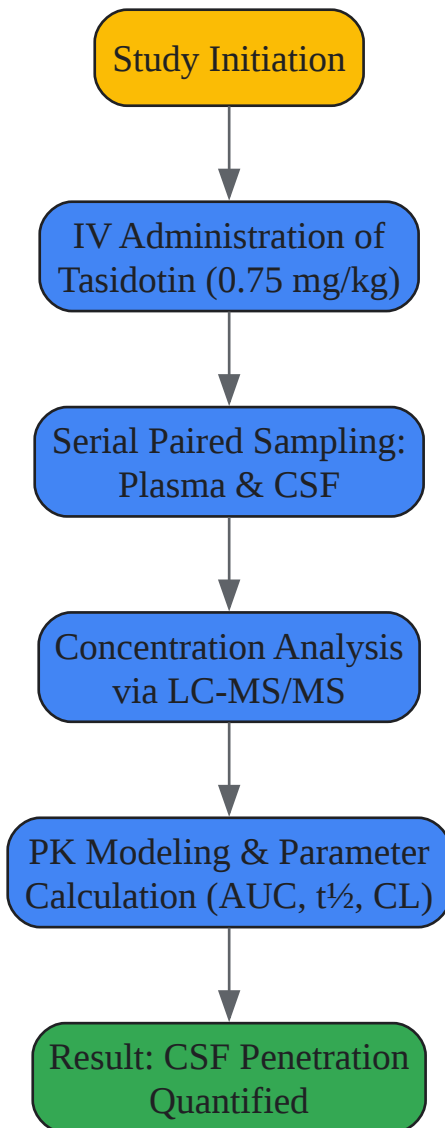 Study Initiation
IV Administration of
Tasidotin (0.75 mg/kg)
Serial Paired Sampling:
Plasma & CSF
Concentration Analysis
via LC-MS/MS
PK Modeling & Parameter
Calculation (AUC, t½, CL)
Result: CSF Penetration
Quantified